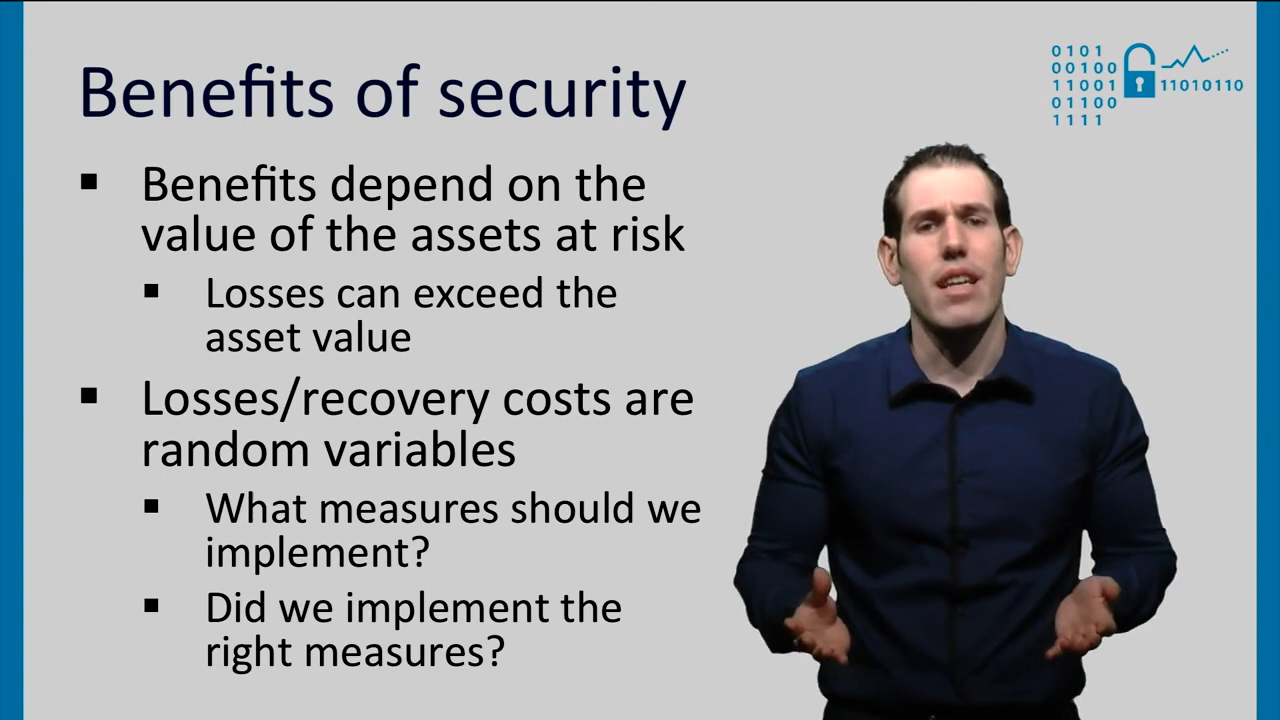 Benefits of security
▪ Benefits depend on the
value of the assets at risk
▪ Losses can exceed the
asset value
▪ Losses/recovery costs are
random variables
▪ What measures should we
implement?
▪ Did we implement the
right measures?
0101
00100
11001
01100
1111
11010110